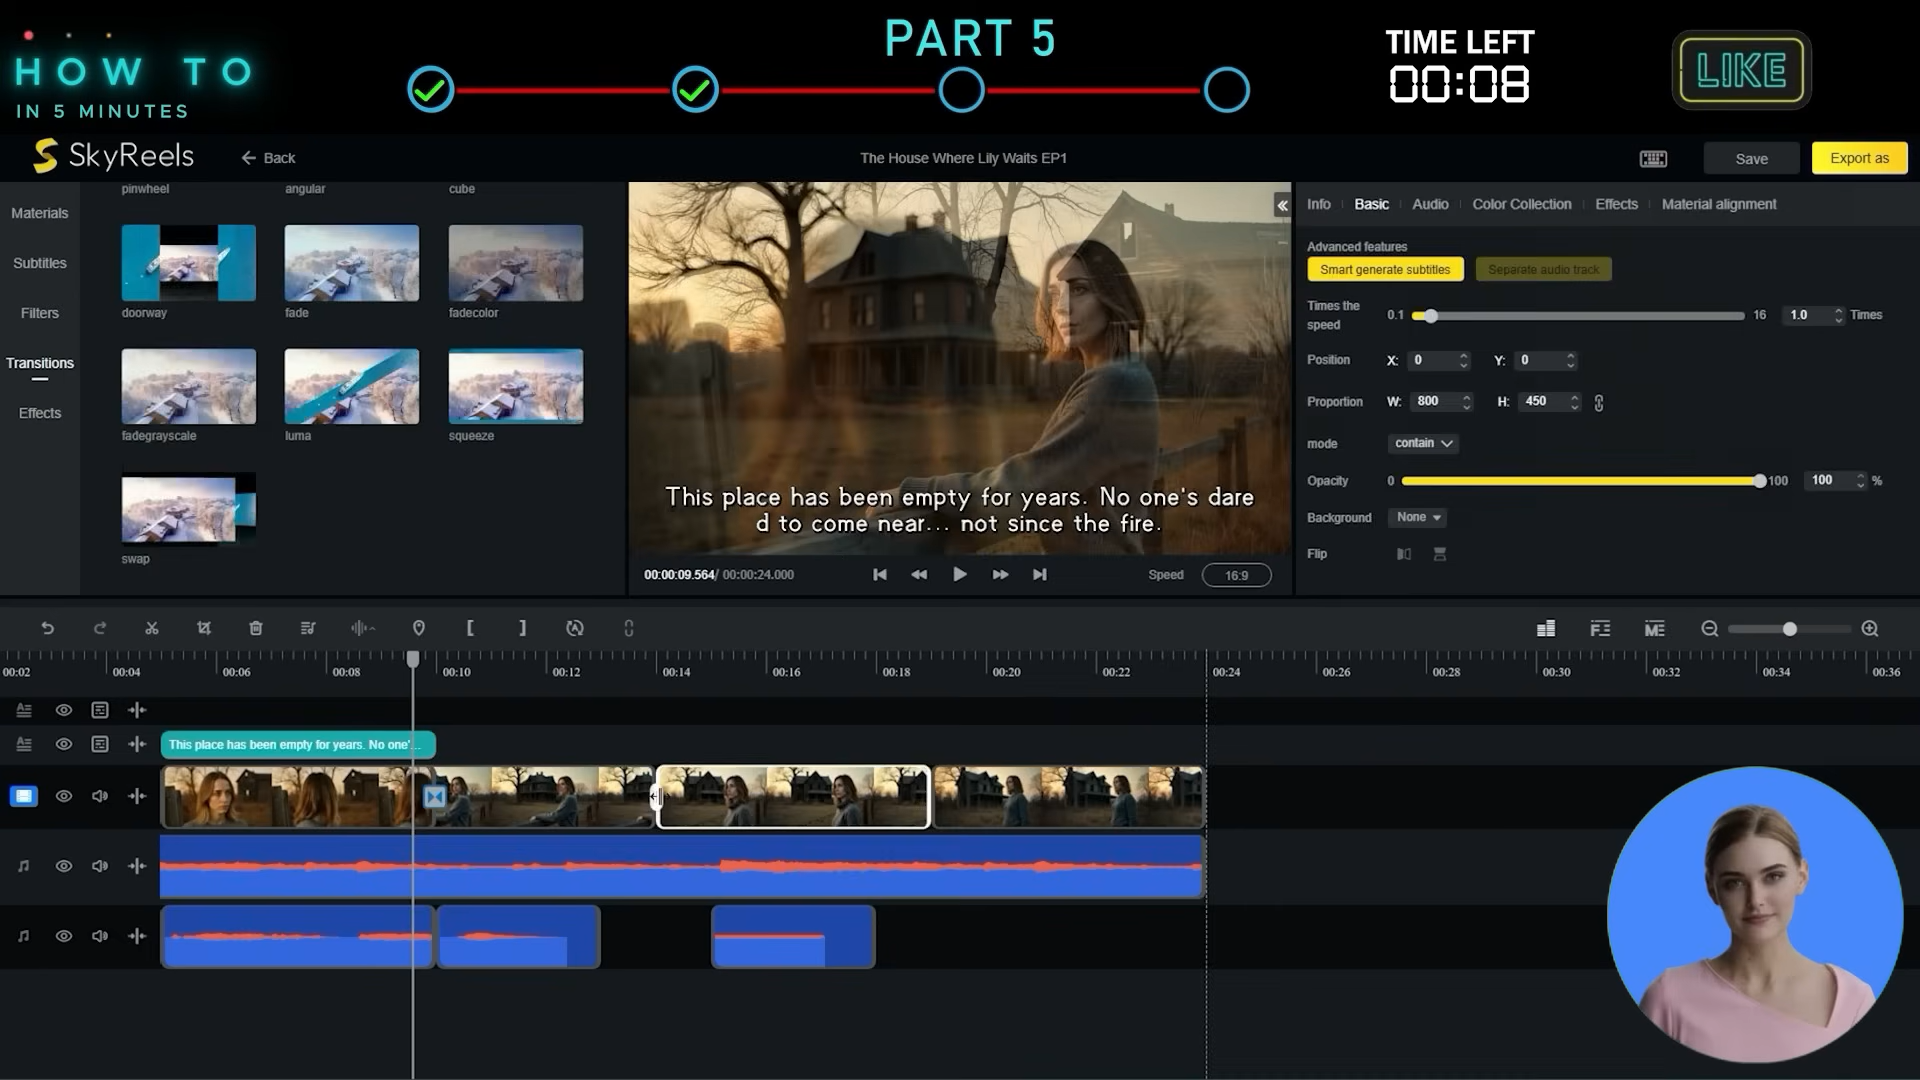 HOW TO
IN 5 MINUTES
PART 5
TIME LEFT
00:08
LIKE
SkyReels
Back
The House Where Lily Waits EP1
Save
Export as
Materials
Subtitles
Filters
Transitions
Effects
pinwheel
angular
cube
doorway
fade
fadecolor
fadegrayscale
luma
squeeze
swap
This place has been empty for years. No one's dare
d to come near... not since the fire.
00:00:09.564/ 00:00:24.000
Speed
16:9
Info
Basic
Audio
Color Collection
Effects
Material alignment
Advanced features
Smart generate subtitles
Separate audio track
Times the
speed
0.1
16
1.0
Times
Position
X: 0
Y: 0
Proportion
W: 800
H: 450
mode
contain
Opacity
0
100
100
%
Background
None
Flip
00:02
00:04
00:06
00:08
00:10
00:12
00:14
00:16
00:18
00:20
00:22
00:24
00:26
00:28
00:30
00:32
00:34
00:36
This place has been empty for years. No one'...